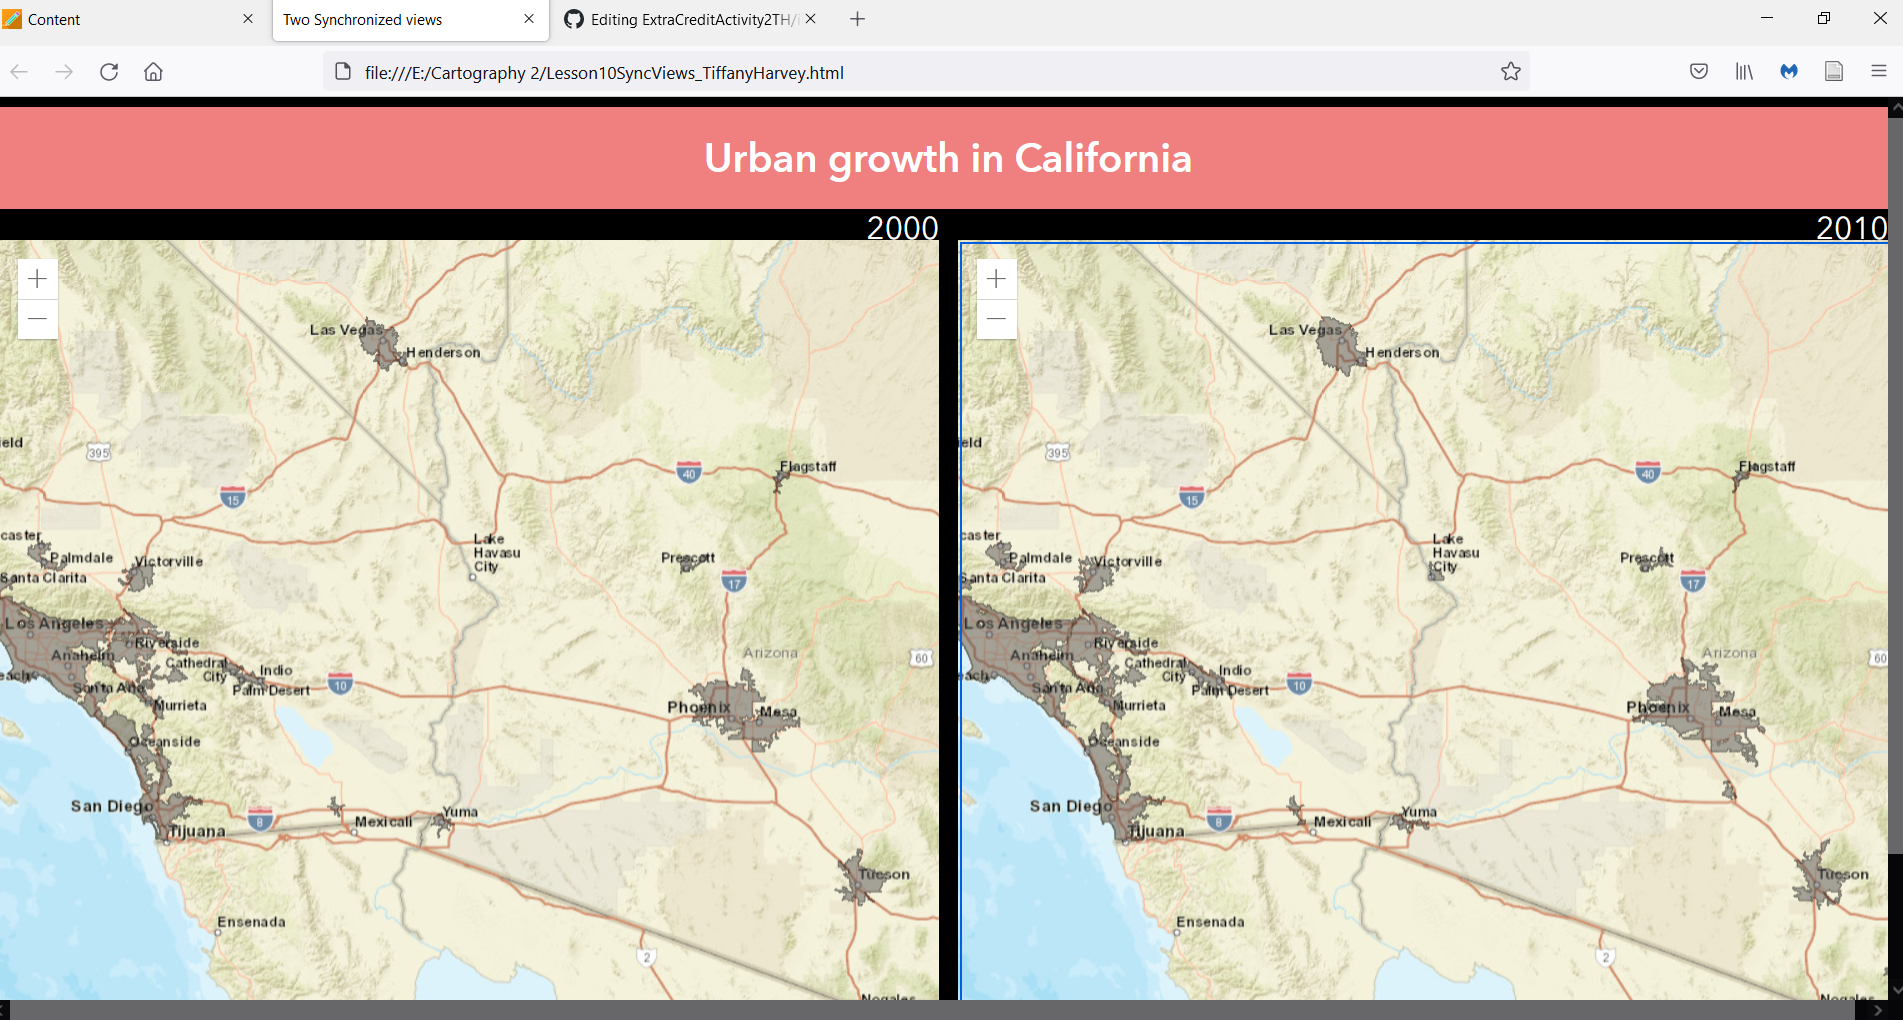 Content
Two Synchronized views
Editing ExtraCreditActivity2TH/
file:///E:/Cartography 2/Lesson10SyncViews_TiffanyHarvey.html
Urban growth in California
2000
2010
Las Vegas
Henderson
ield
395
40
Flagstaff
15
caster
Palmdale
Victorville
Santa Clarita
Lake
Havasu
City
Prescott
17
Los Angeles
Riverside
Anaheim
Cathedral
City
Indio
Arizona
60
each
Santa Ana
Palm Desert
10
Murrieta
Phoenix
Mesa
Oceanside
San Diego
8
Mexicali
Yuma
Tijuana
Tucson
Ensenada
2
Nogales
Las Vegas
Henderson
ield
395
40
Flagstaff
15
caster
Palmdale
Victorville
Santa Clarita
Lake
Havasu
City
Prescott
17
Los Angeles
Riverside
Anaheim
Cathedral
City
Indio
Arizona
60
each
Santa Ana
Palm Desert
10
Murrieta
Phoenix
Mesa
Oceanside
San Diego
8
Mexicali
Yuma
Tijuana
Tucson
Ensenada
2
Nogales